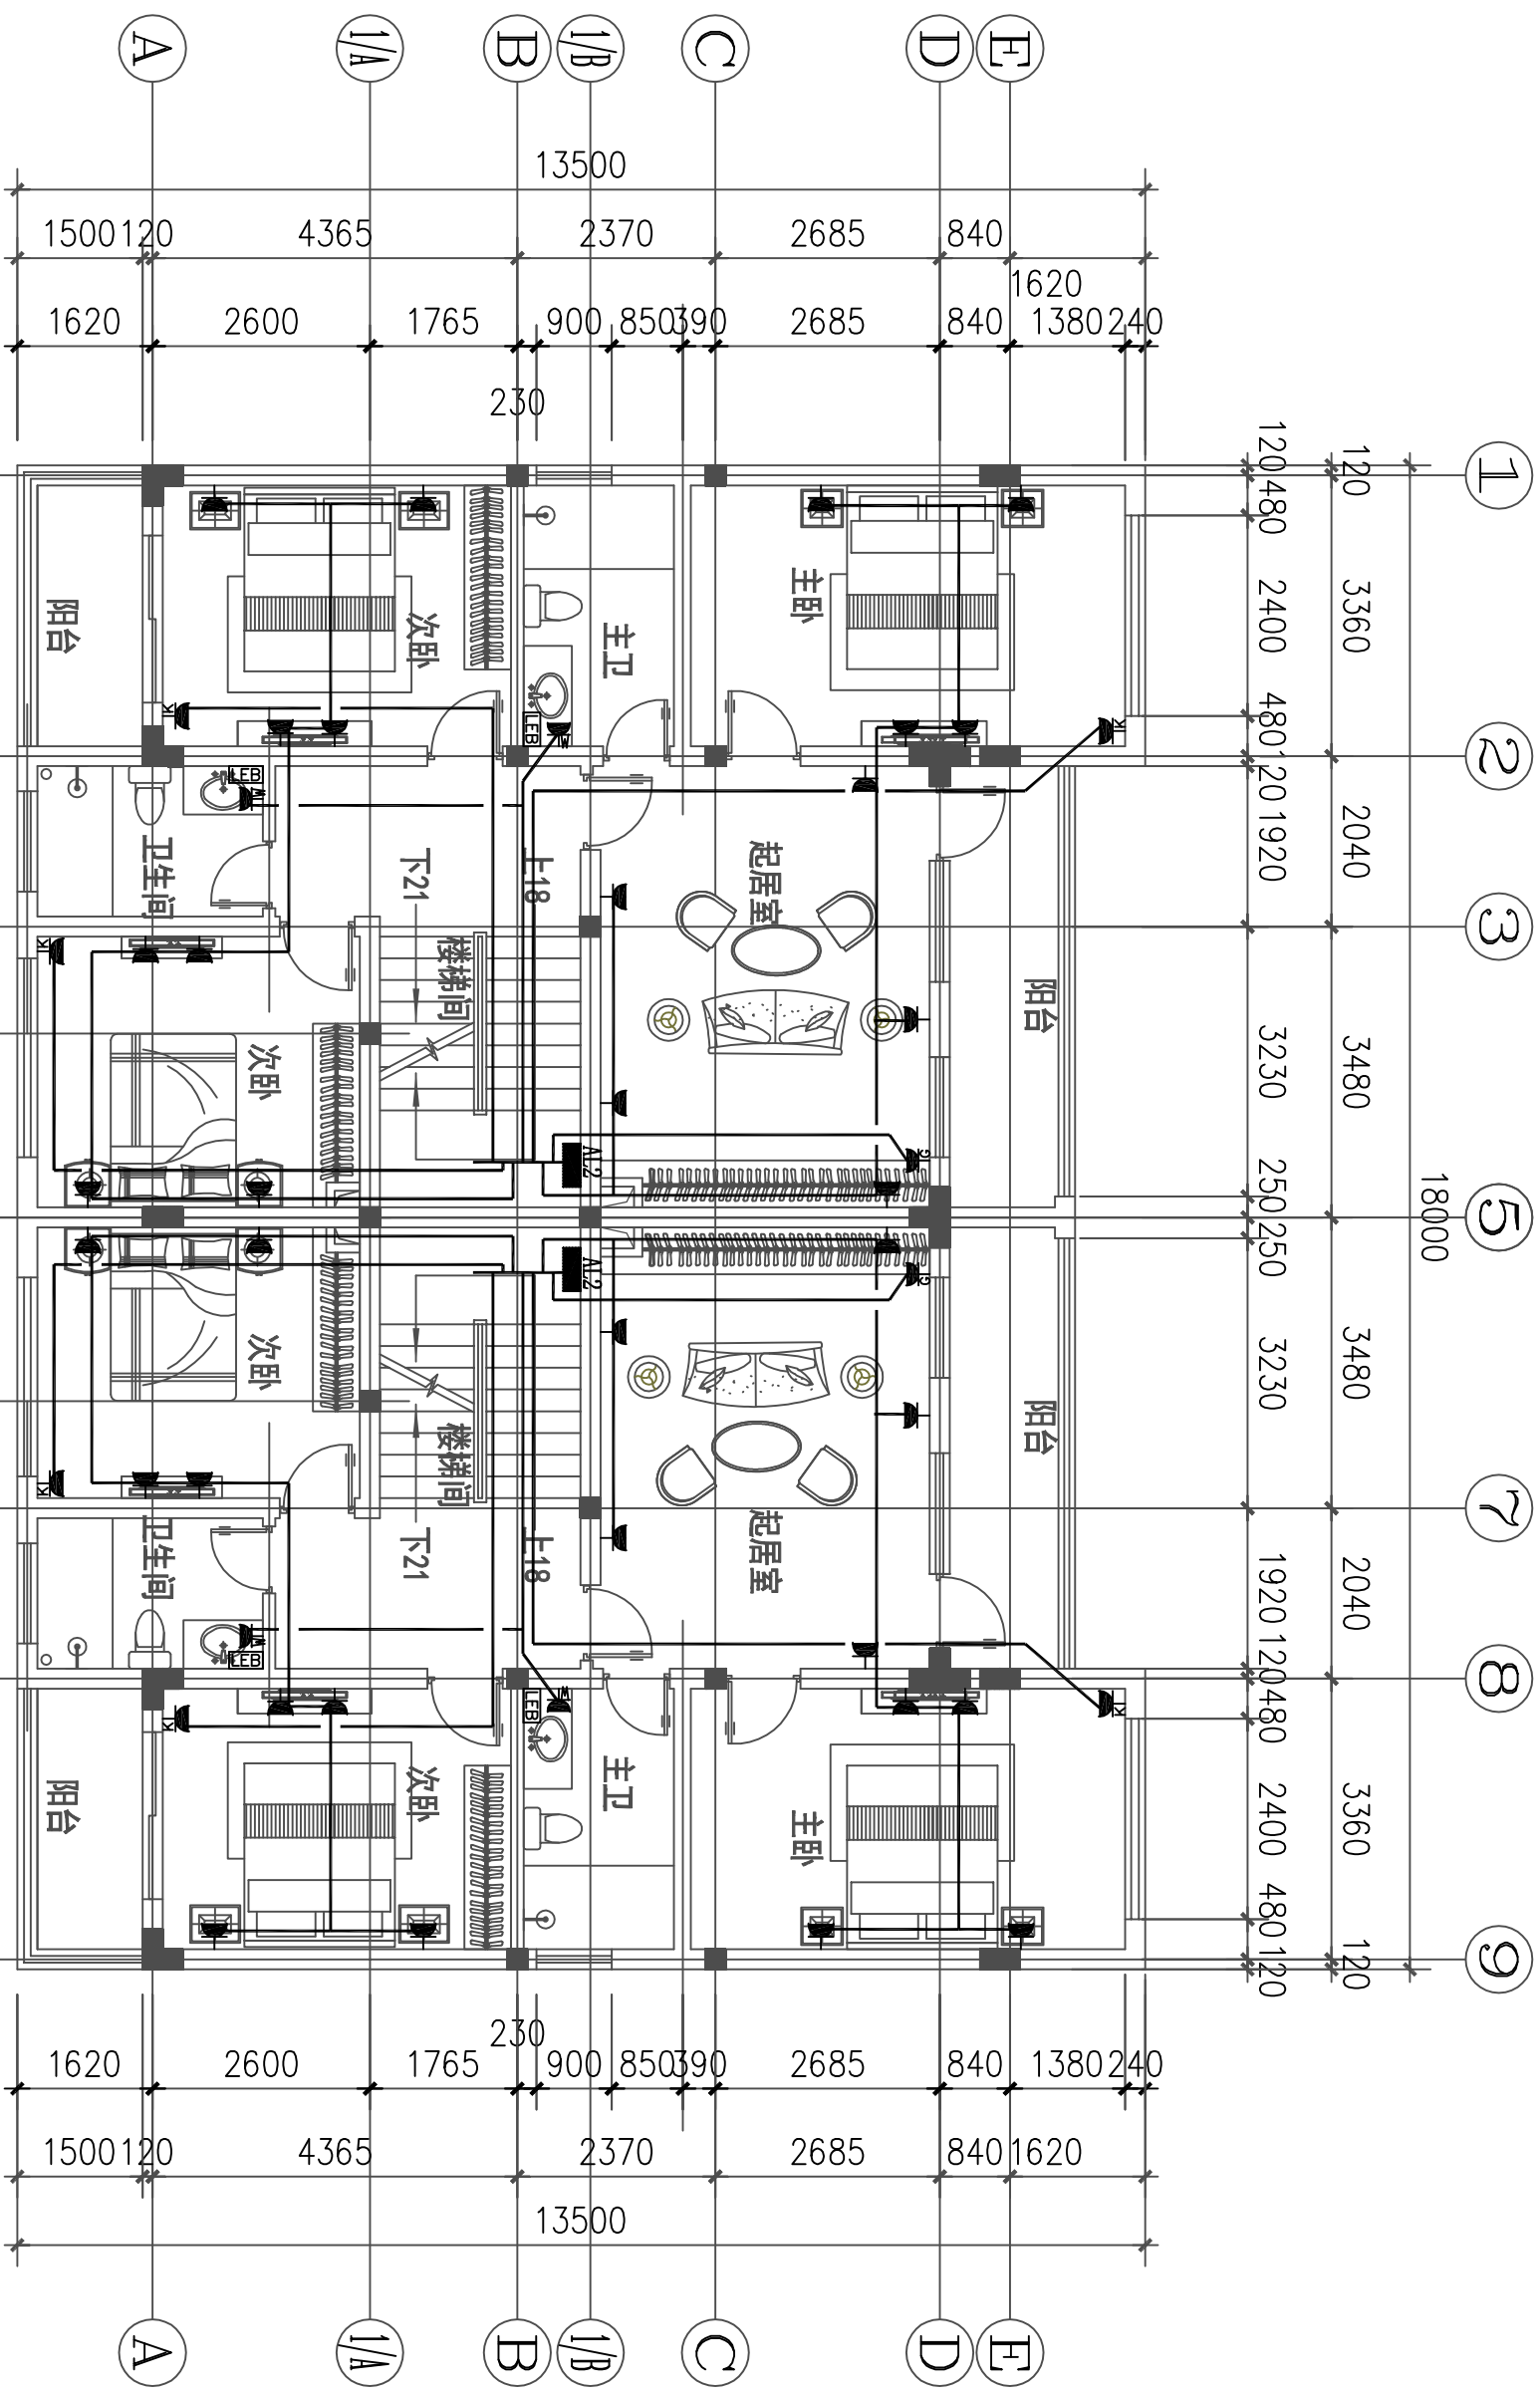 A
1/A
B
1/B
C
D
E
13500
1500
120
4365
2370
2685
840
1620
1620
2600
1765
900
850
390
2685
840
1380
240
230
1
2
3
5
7
8
9
120
480
2400
480
120
1920
3230
250
250
3230
1920
120
480
2400
480
120
120
3360
2040
3480
3480
2040
3360
120
18000
阳台
次卧
主卫
主卧
LEB
LEB
K
K
W
W
卫生间
下21
上18
起居室
楼梯间
阳台
K
次卧
AL2
G
AL2
G
次卧
K
楼梯间
阳台
卫生间
下21
上18
起居室
LEB
LEB
W
W
K
K
阳台
次卧
主卫
主卧
230
1620
2600
1765
900
850
390
2685
840
1380
240
1500
120
4365
2370
2685
840
1620
13500
A
1/A
B
1/B
C
D
E